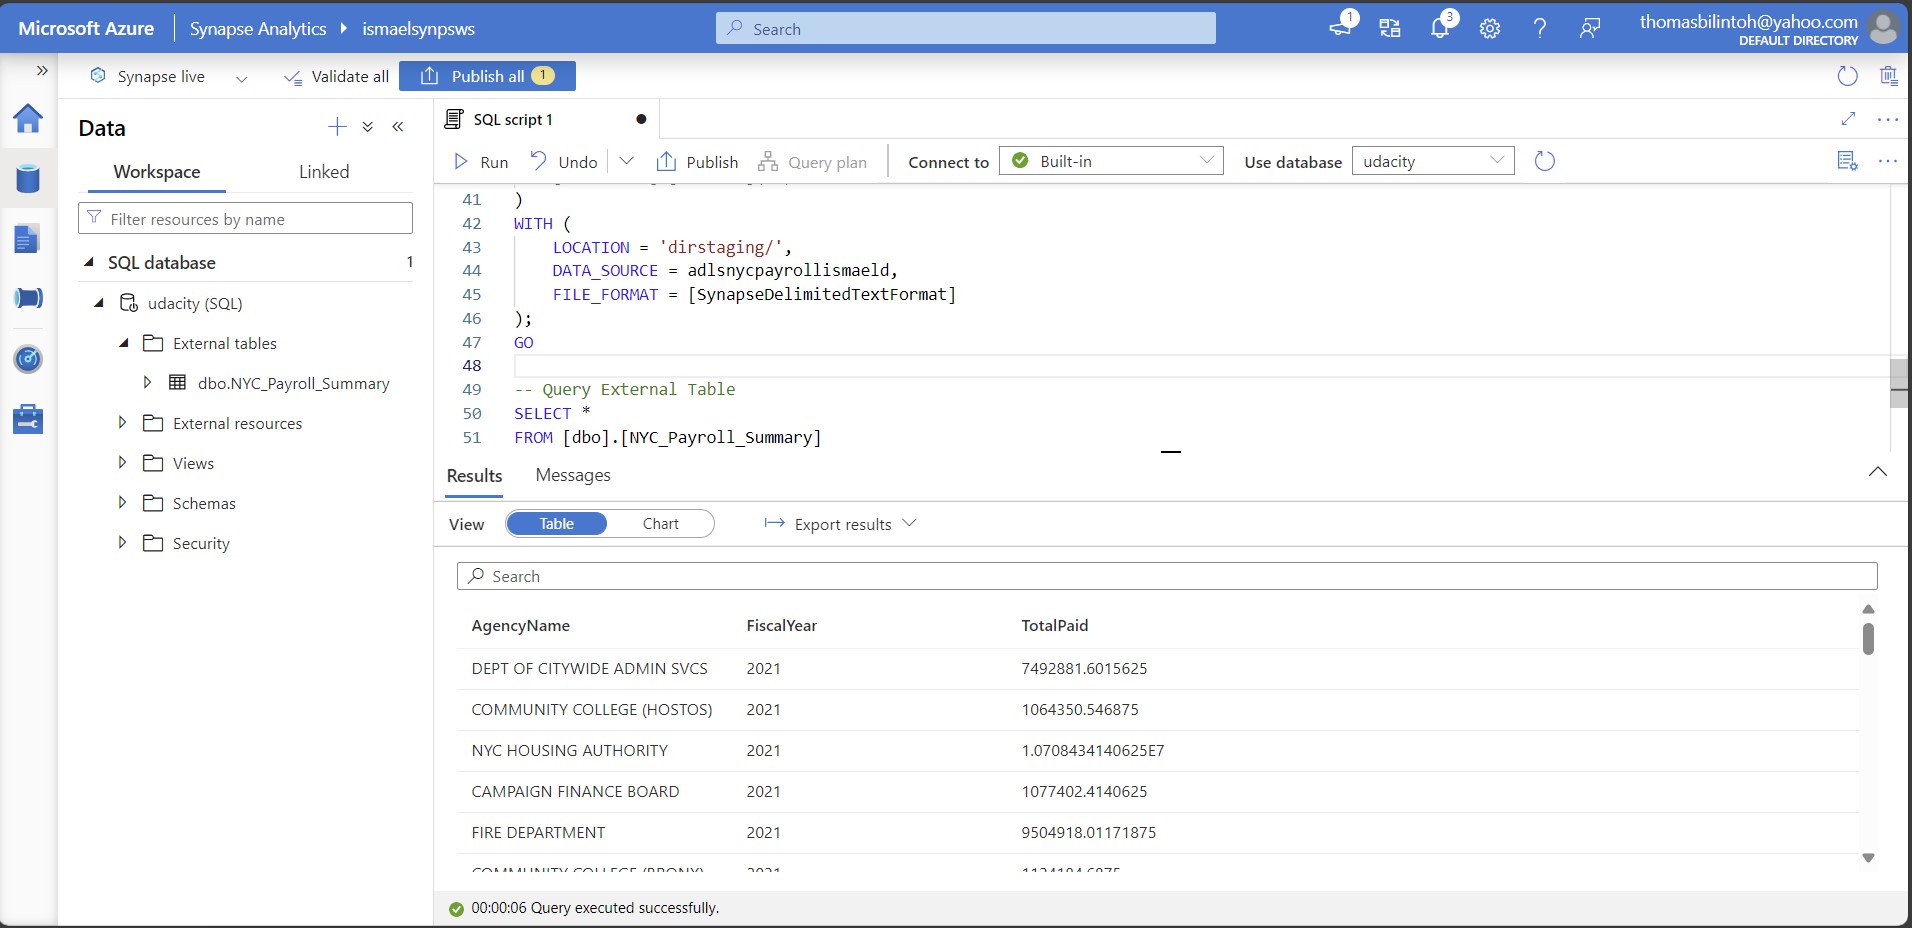 Microsoft Azure | Synapse Analytics ismaelsynpsws
Search
1
3
thomasbilintoh@yahoo.com
DEFAULT DIRECTORY
Synapse live
Validate all
Publish all 1
Data
Workspace
Linked
Filter resources by name
SQL database 1
udacity (SQL)
External tables
dbo.NYC_Payroll_Summary
External resources
Views
Schemas
Security
SQL script 1
Run
Undo
Publish
Query plan
Connect to
Built-in
Use database
udacity
41 )
42 WITH (
43 LOCATION = 'dirstaging/',
44 DATA_SOURCE = adlsnycpayrollismaeld,
45 FILE_FORMAT = [SynapseDelimitedTextFormat]
46 );
47 GO
48
49 -- Query External Table
50 SELECT *
51 FROM [dbo].[NYC_Payroll_Summary]
Results
Messages
View
Table
Chart
Export results
Search
AgencyName FiscalYear TotalPaid
DEPT OF CITYWIDE ADMIN SVCS 2021 7492881.6015625
COMMUNITY COLLEGE (HOSTOS) 2021 1064350.546875
NYC HOUSING AUTHORITY 2021 1.0708434140625E7
CAMPAIGN FINANCE BOARD 2021 1077402.4140625
FIRE DEPARTMENT 2021 9504918.01171875
COMMUNITY COLLEGE (BRONX) 2021
00:00:06 Query executed successfully.